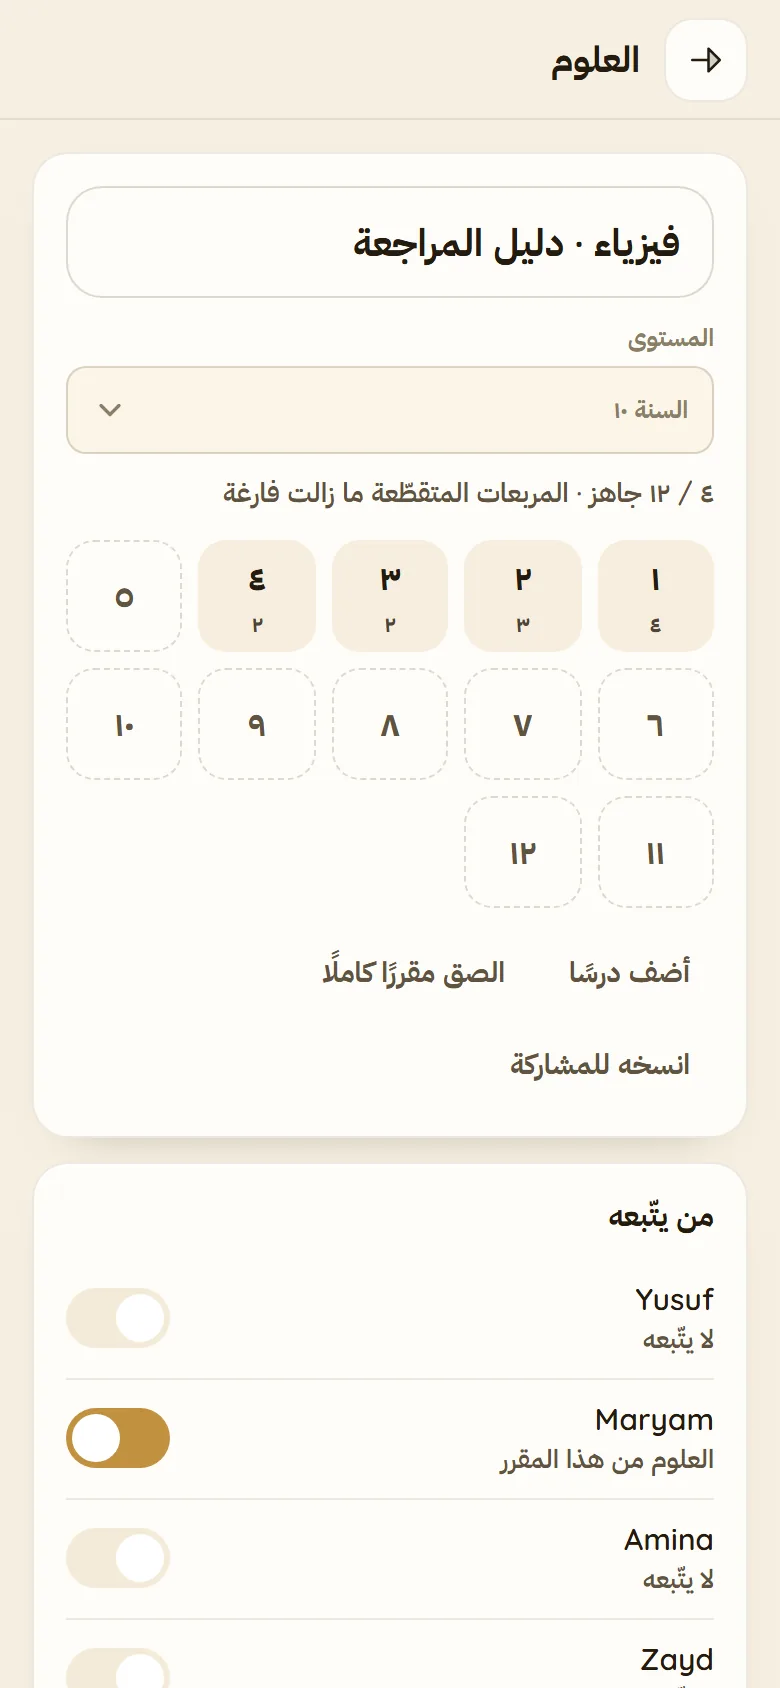 العلوم
فيزياء · دليل المراجعة
المستوى
السنة ١٠
٤ / ١٢ جاهز · المربعات المتقطّعة ما زالت فارغة
١ ٢ ٣ ٤ ٥
٤ ٣ ٢ ٢
٦ ٧ ٨ ٩ ١٠
١١ ١٢
أضف درسًا الصق مقررًا كاملًا
انسخه للمشاركة
من يتّبعه
Yusuf
لا يتّبعه
Maryam
العلوم من هذا المقرر
Amina
لا يتّبعه
Zayd